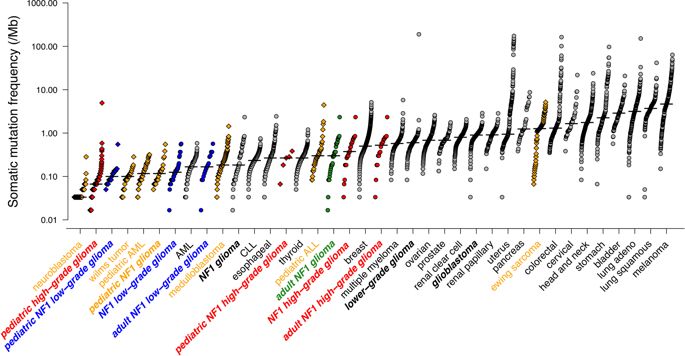 Somatic mutation frequency (/Mb)
1000.00
100.00
10.00
1.00
0.10
0.01
neuroblastoma
pediatric high−grade glioma
pediatric NF1 low−grade glioma
wilms tumor
pediatric AML
pediatric NF1 glioma
NF1 low−grade glioma
AML
adult NF1 low−grade glioma
medulloblastoma
NF1 glioma
CLL
esophageal
pediatric NF1 high−grade glioma
thyroid
pediatric ALL
adult NF1 glioma
NF1 high−grade glioma
breast
adult NF1 high−grade glioma
multiple myeloma
lower−grade glioma
ovarian
prostate
renal clear cell
glioblastoma
renal papillary
uterus
pancreas
ewing sarcoma
colorectal
cervical
head and neck
stomach
bladder
lung adeno
lung squamous
melanoma